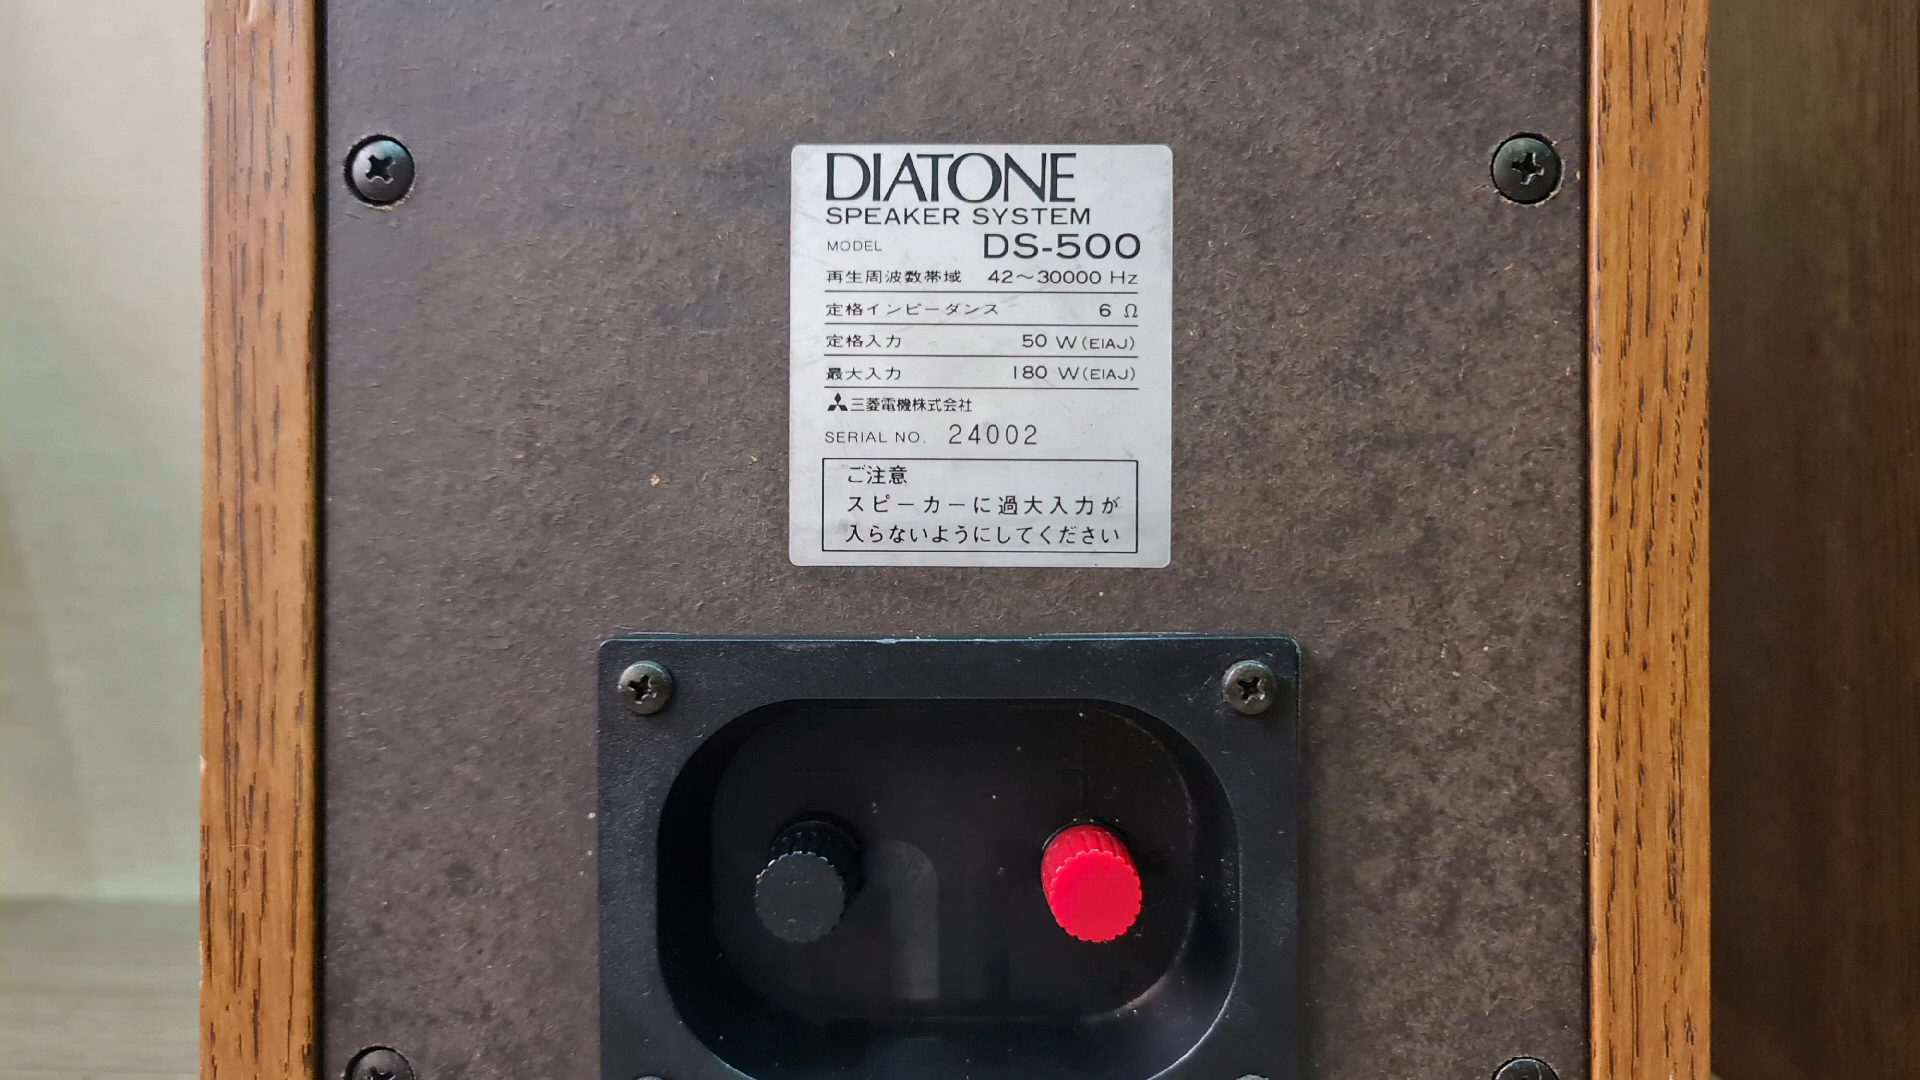 DIATONE
SPEAKER SYSTEM
MODEL DS-500
再生周波数帯域 42～30000 Hz
定格インピーダンス 6 Ω
定格入力 50 W (EIAJ)
最大入力 180 W (EIAJ)
三菱電機株式会社
SERIAL NO. 24002
ご注意
スピーカーに過大入力が
入らないようにしてください
− +